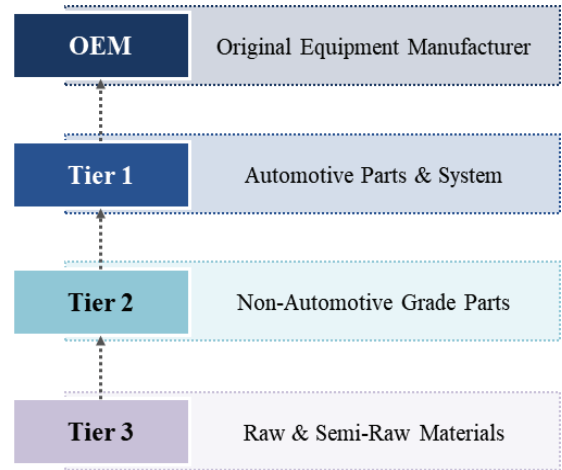 OEM Original Equipment Manufacturer
Tier 1 Automotive Parts & System
Tier 2 Non-Automotive Grade Parts
Tier 3 Raw & Semi-Raw Materials